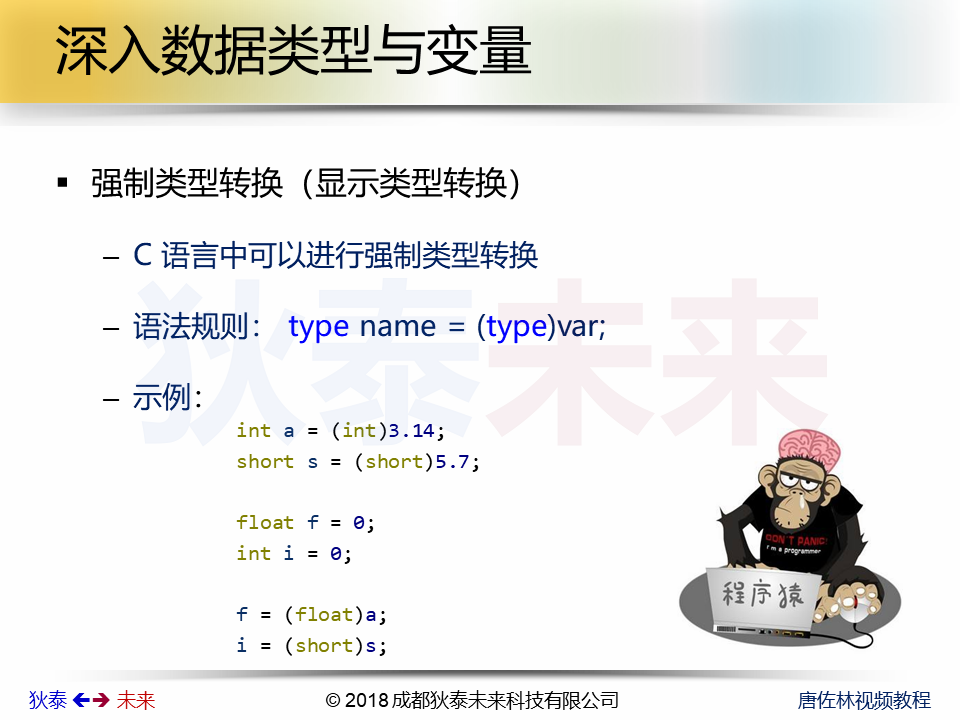 深入数据类型与变量
▪ 强制类型转换（显示类型转换）
– C 语言中可以进行强制类型转换
– 语法规则： type name = (type)var;
– 示例：
int a = (int)3.14;
short s = (short)5.7;
float f = 0;
int i = 0;
f = (float)a;
i = (short)s;
狄泰未来
DON'T PANIC!
I'm a programmer
程序猿
狄泰 未来
© 2018 成都狄泰未来科技有限公司
唐佐林视频教程